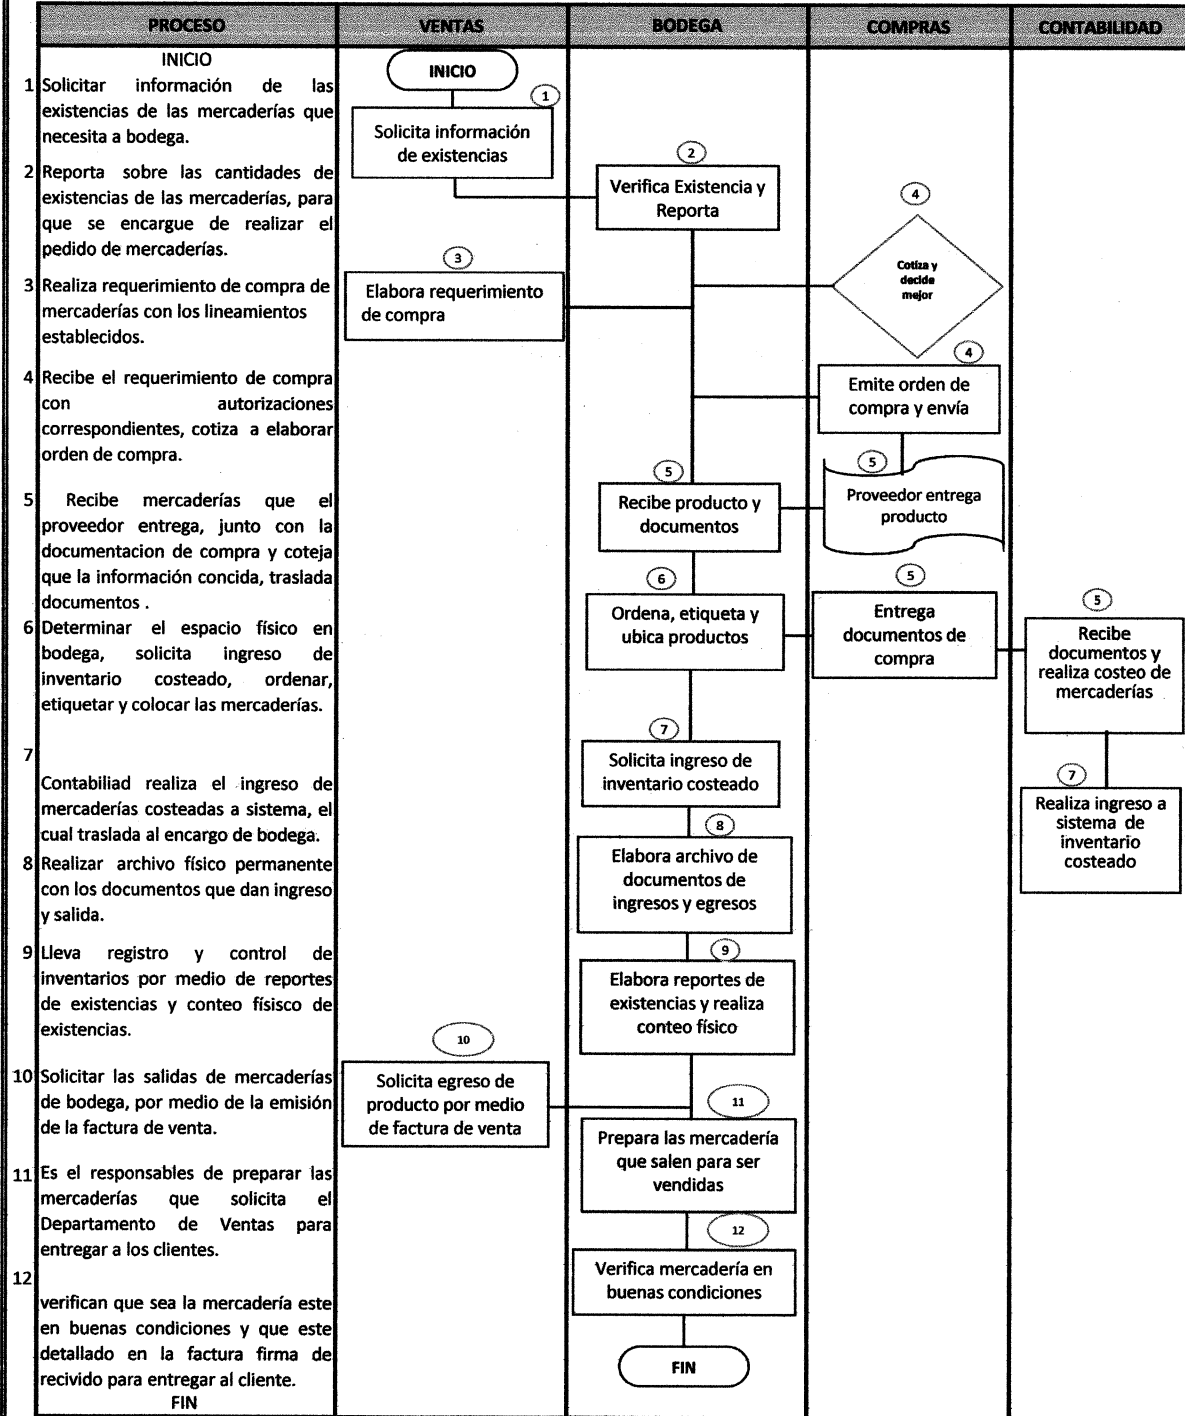 PROCESO
VENTAS
BODEGA
COMPRAS
CONTABILIDAD
INICIO
1 Solicitar información de las
existencias de las mercaderías que
necesita a bodega.
2 Reporta sobre las cantidades de
existencias de las mercaderías, para
que se encargue de realizar el
pedido de mercaderías.
3 Realiza requerimiento de compra de
mercaderías con los lineamientos
establecidos.
4 Recibe el requerimiento de compra
con autorizaciones
correspondientes, cotiza a elaborar
orden de compra.
5 Recibe mercaderías que el
proveedor entrega, junto con la
documentacion de compra y coteja
que la información concida, traslada
documentos .
6 Determinar el espacio físico en
bodega, solicita ingreso de
inventario costeado, ordenar,
etiquetar y colocar las mercaderías.
7
Contabiliad realiza el ingreso de
mercaderías costeadas a sistema, el
cual traslada al encargo de bodega.
8 Realizar archivo físico permanente
con los documentos que dan ingreso
y salida.
9 Lleva registro y control de
inventarios por medio de reportes
de existencias y conteo físisco de
existencias.
10 Solicitar las salidas de mercaderías
de bodega, por medio de la emisión
de la factura de venta.
11 Es el responsables de preparar las
mercaderías que solicita el
Departamento de Ventas para
entregar a los clientes.
12
verifican que sea la mercadería este
en buenas condiciones y que este
detallado en la factura firma de
recivido para entregar al cliente.
FIN
INICIO
1
Solicita información
de existencias
2
Verifica Existencia y
Reporta
3
Elabora requerimiento
de compra
4
Cotiza y
decide
mejor
4
Emite orden de
compra y envía
5
Proveedor entrega
producto
5
Recibe producto y
documentos
6
Ordena, etiqueta y
ubica productos
5
Entrega
documentos de
compra
5
Recibe
documentos y
realiza costeo de
mercaderías
7
Solicita ingreso de
inventario costeado
7
Realiza ingreso a
sistema de
inventario
costeado
8
Elabora archivo de
documentos de
ingresos y egresos
9
Elabora reportes de
existencias y realiza
conteo físico
10
Solicita egreso de
producto por medio
de factura de venta
11
Prepara las mercadería
que salen para ser
vendidas
12
Verifica mercadería en
buenas condiciones
FIN